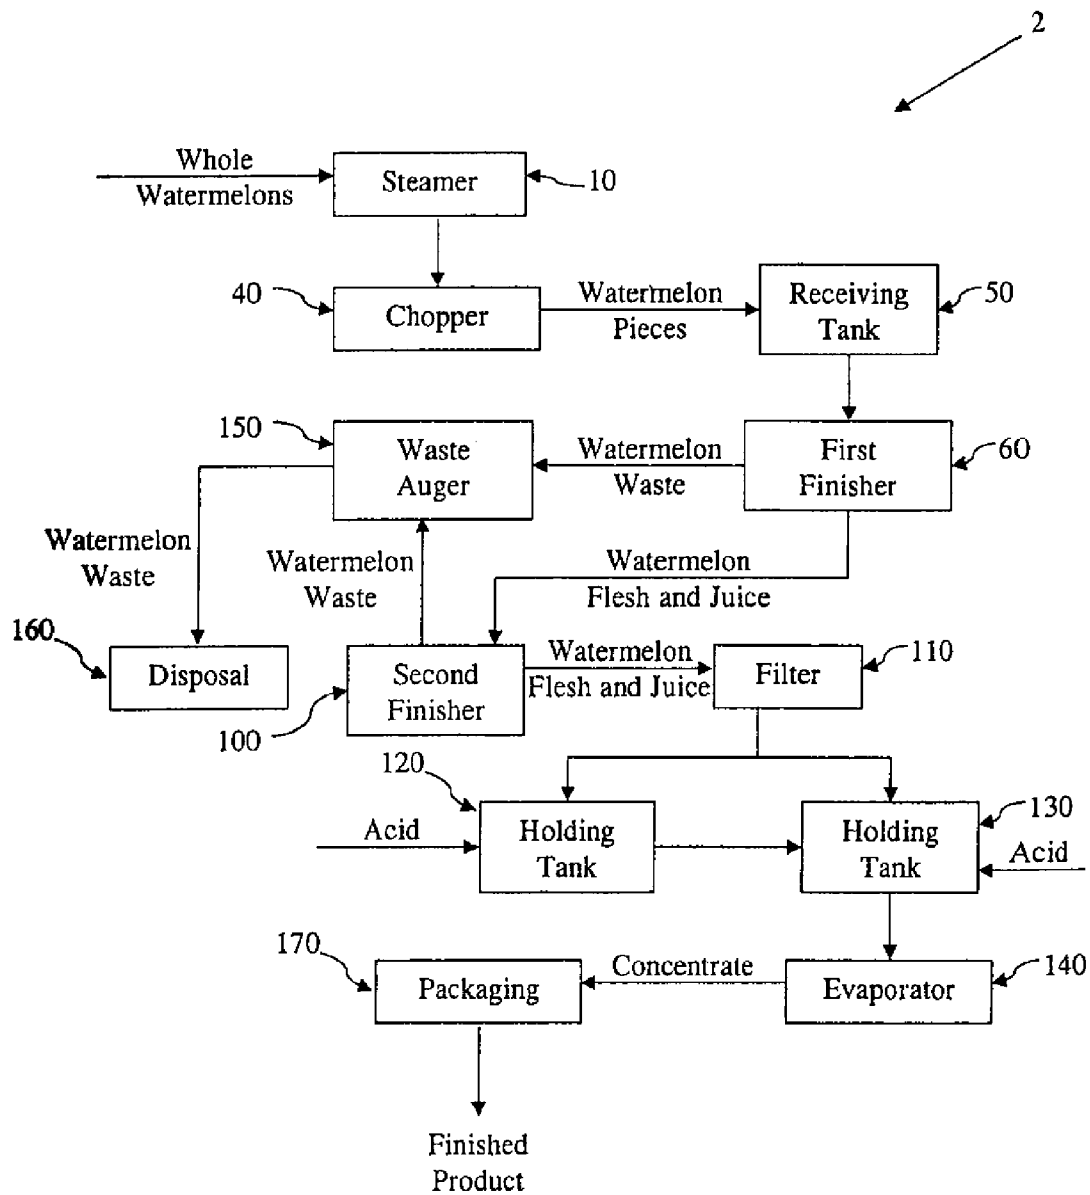 2
Whole
Watermelons
Steamer
10
40
Chopper
Watermelon
Pieces
Receiving
Tank
50
150
Waste
Auger
Watermelon
Waste
First
Finisher
60
Watermelon
Waste
Watermelon
Waste
Watermelon
Flesh and Juice
160
Disposal
Second
Finisher
100
Watermelon
Flesh and Juice
Filter
110
120
Holding
Tank
Acid
Holding
Tank
130
Acid
170
Packaging
Concentrate
Evaporator
140
Finished
Product